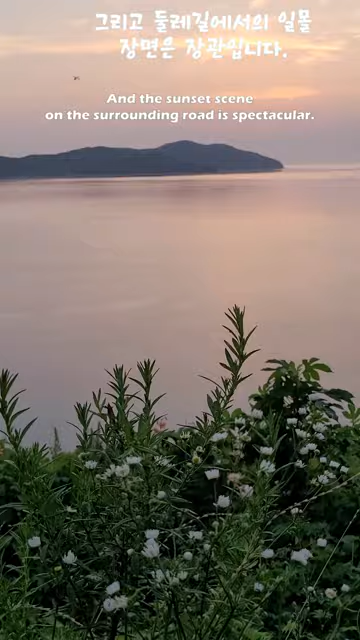 그리고 둘레길에서의 일몰
장면은 장관입니다.
And the sunset scene
on the surrounding road is spectacular.